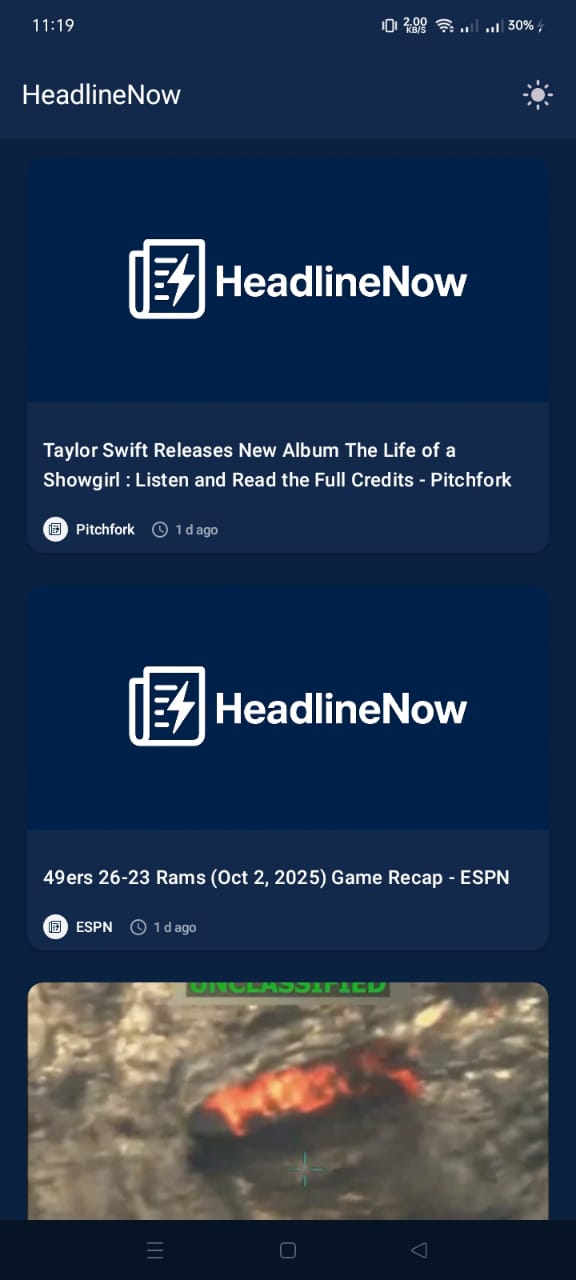 11:19
2.00
KB/S
30%
HeadlineNow
HeadlineNow
Taylor Swift Releases New Album The Life of a
Showgirl : Listen and Read the Full Credits - Pitchfork
Pitchfork
1 d ago
HeadlineNow
49ers 26-23 Rams (Oct 2, 2025) Game Recap - ESPN
ESPN
1 d ago
UNCLASSIFIED